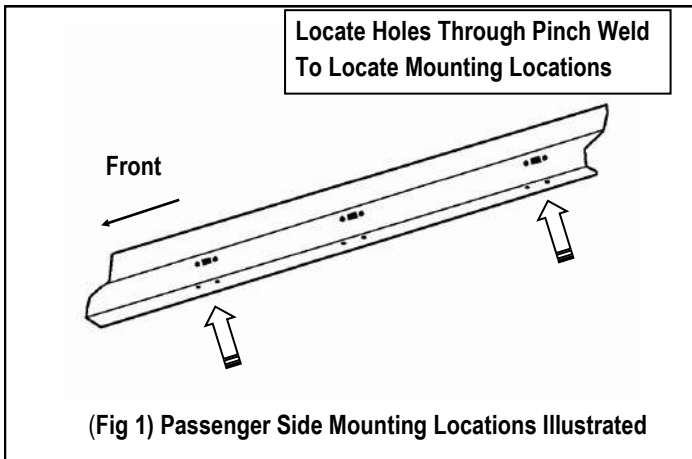 Locate Holes Through Pinch Weld
To Locate Mounting Locations
Front
(Fig 1) Passenger Side Mounting Locations Illustrated